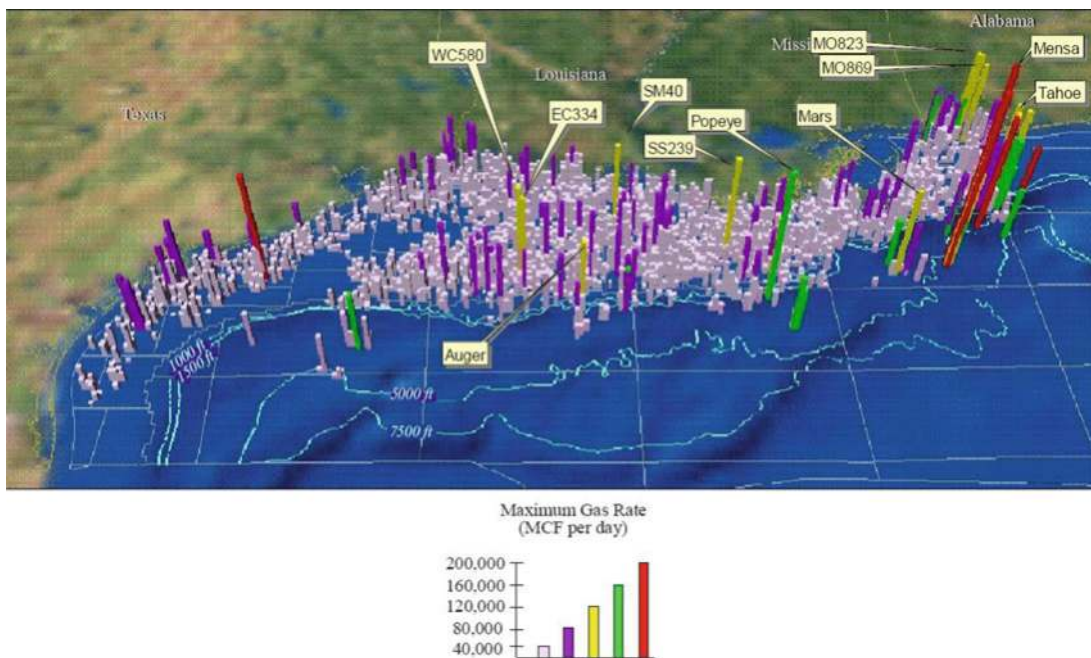 Alabama
Missi
MO823
MO869
Mensa
WC580
Louisiana
SM40
Tahoe
Texas
EC334
Popeye
Mars
SS239
Auger
1000 ft
1500 ft
5000 ft
7500 ft
Maximum Gas Rate
(MCF per day)
200,000
160,000
120,000
80,000
40,000